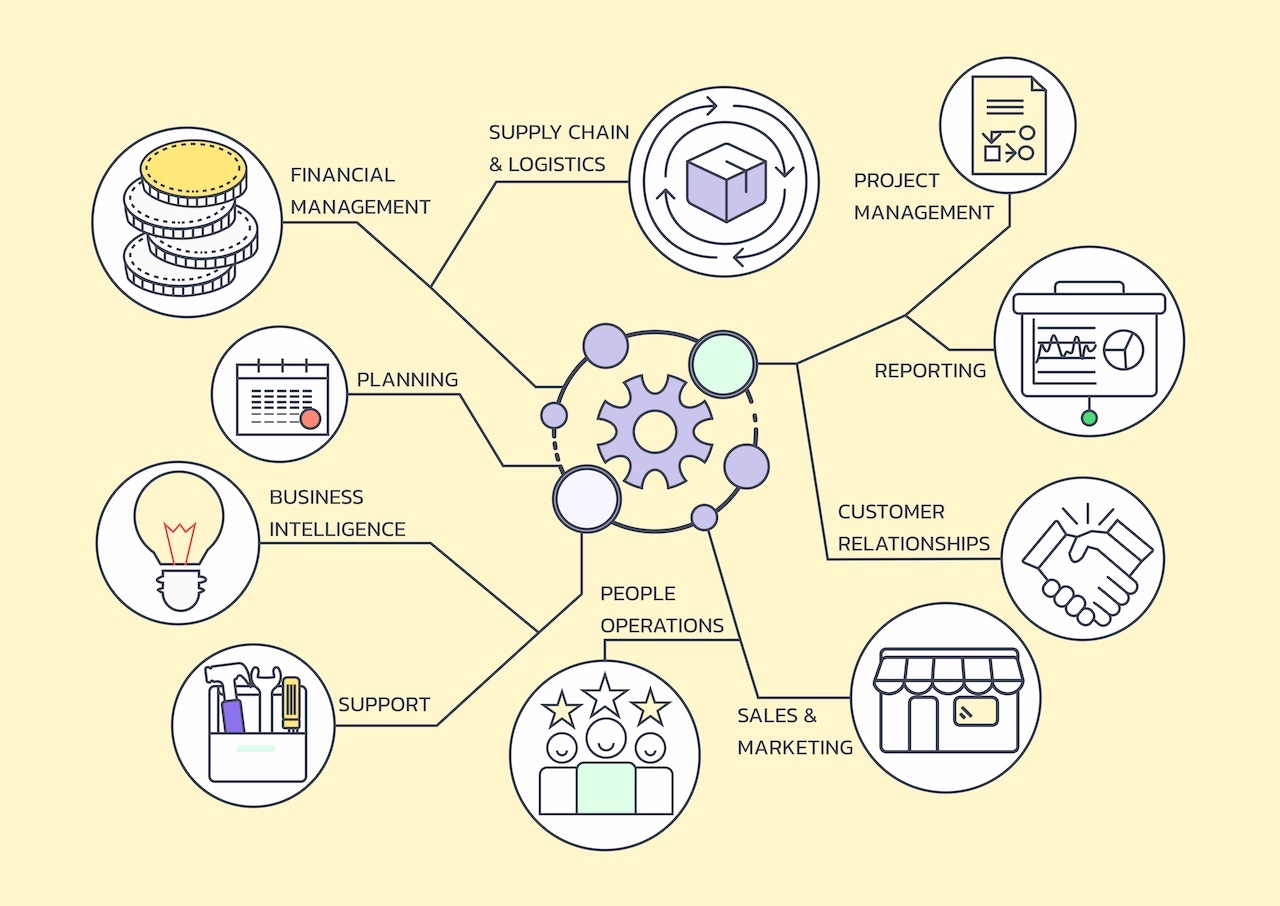 SUPPLY CHAIN
& LOGISTICS
FINANCIAL
MANAGEMENT
PROJECT
MANAGEMENT
PLANNING
REPORTING
BUSINESS
INTELLIGENCE
CUSTOMER
RELATIONSHIPS
PEOPLE
OPERATIONS
SUPPORT
SALES &
MARKETING